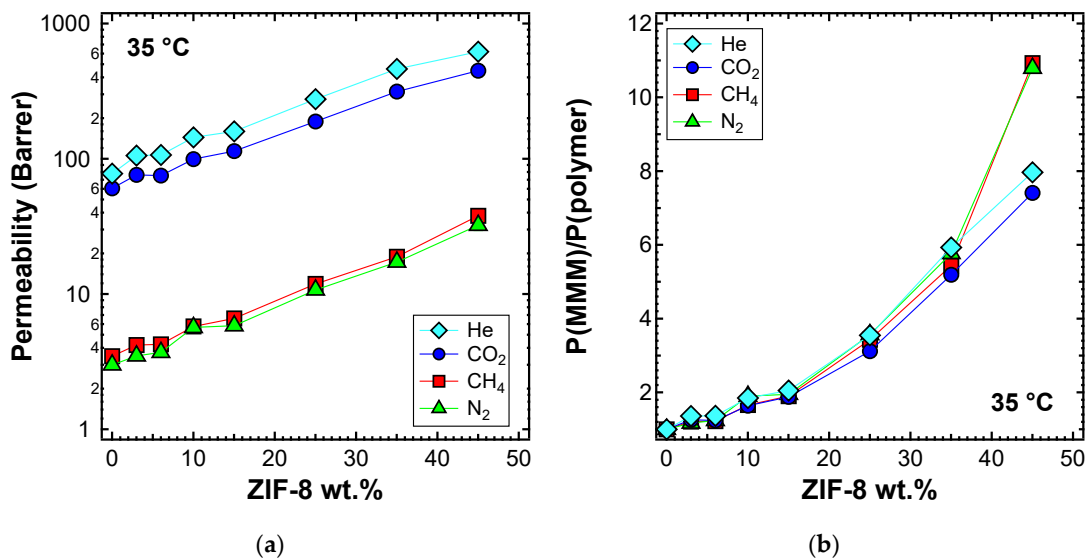 1000
6
4
2
100
6
4
2
10
6
4
2
1
35 °C
Permeability (Barrer)
He
CO₂
CH₄
N₂
0 10 20 30 40 50
ZIF-8 wt.%
(a)
12
10
8
6
4
2
P(MMM)/P(polymer)
He
CO₂
CH₄
N₂
35 °C
0 10 20 30 40 50
ZIF-8 wt.%
(b)